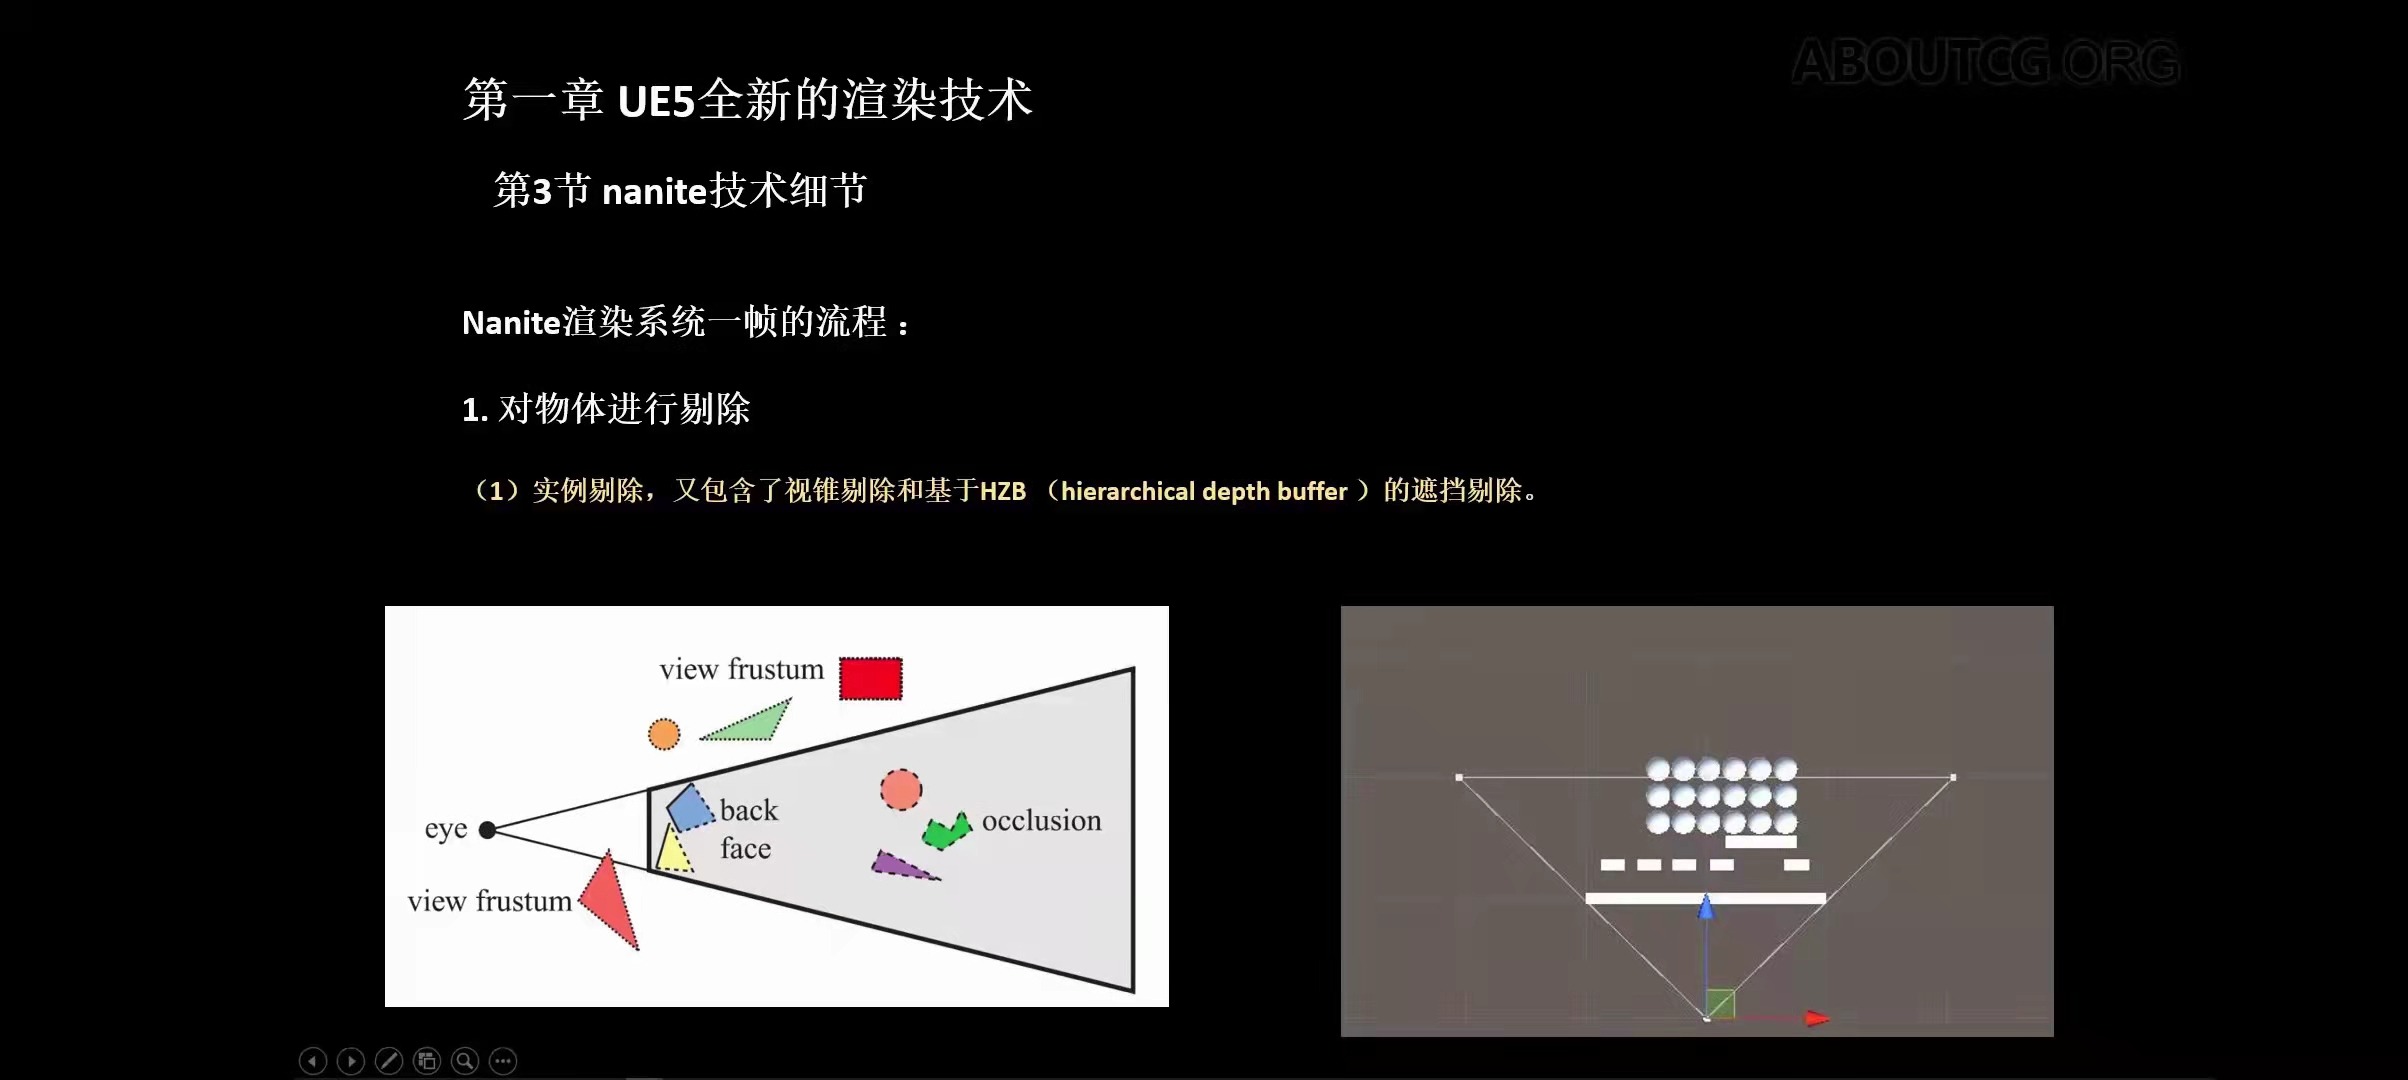 ABOUTCG.ORG
第一章 UE5全新的渲染技术
第3节 nanite技术细节
Nanite渲染系统一帧的流程：
1. 对物体进行剔除
（1）实例剔除，又包含了视锥剔除和基于HZB （hierarchical depth buffer ）的遮挡剔除。
view frustum
eye
back
face
occlusion
view frustum